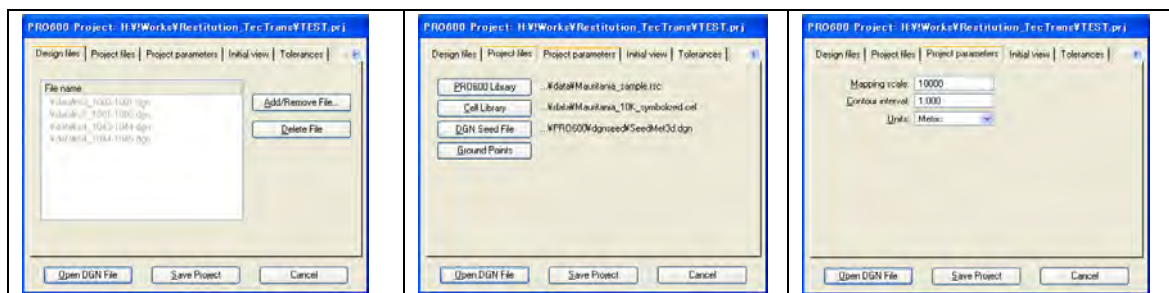 PRO600 Project: H:¥!Works¥Restitution_TecTrans¥TEST.prj
Design files Project files Project parameters Initial view Tolerances
File name
Add/Remove File...
Delete File
Open DGN File Save Project Cancel
PRO600 Project: H:¥!Works¥Restitution_TecTrans¥TEST.prj
Design files Project files Project parameters Initial view Tolerances
PRO600 Library ..¥data¥Mauritania_sample.rsc
Cell Library ..¥data¥Mauritania_10K_symbolored.cel
DGN Seed File ..¥PRO600¥dgnseed¥SeedMet3d.dgn
Ground Points
Open DGN File Save Project Cancel
PRO600 Project: H:¥!Works¥Restitution_TecTrans¥TEST.prj
Design files Project files Project parameters Initial view Tolerances
Mapping scale: 10000
Contour interval: 1.000
Units: Metric
Open DGN File Save Project Cancel